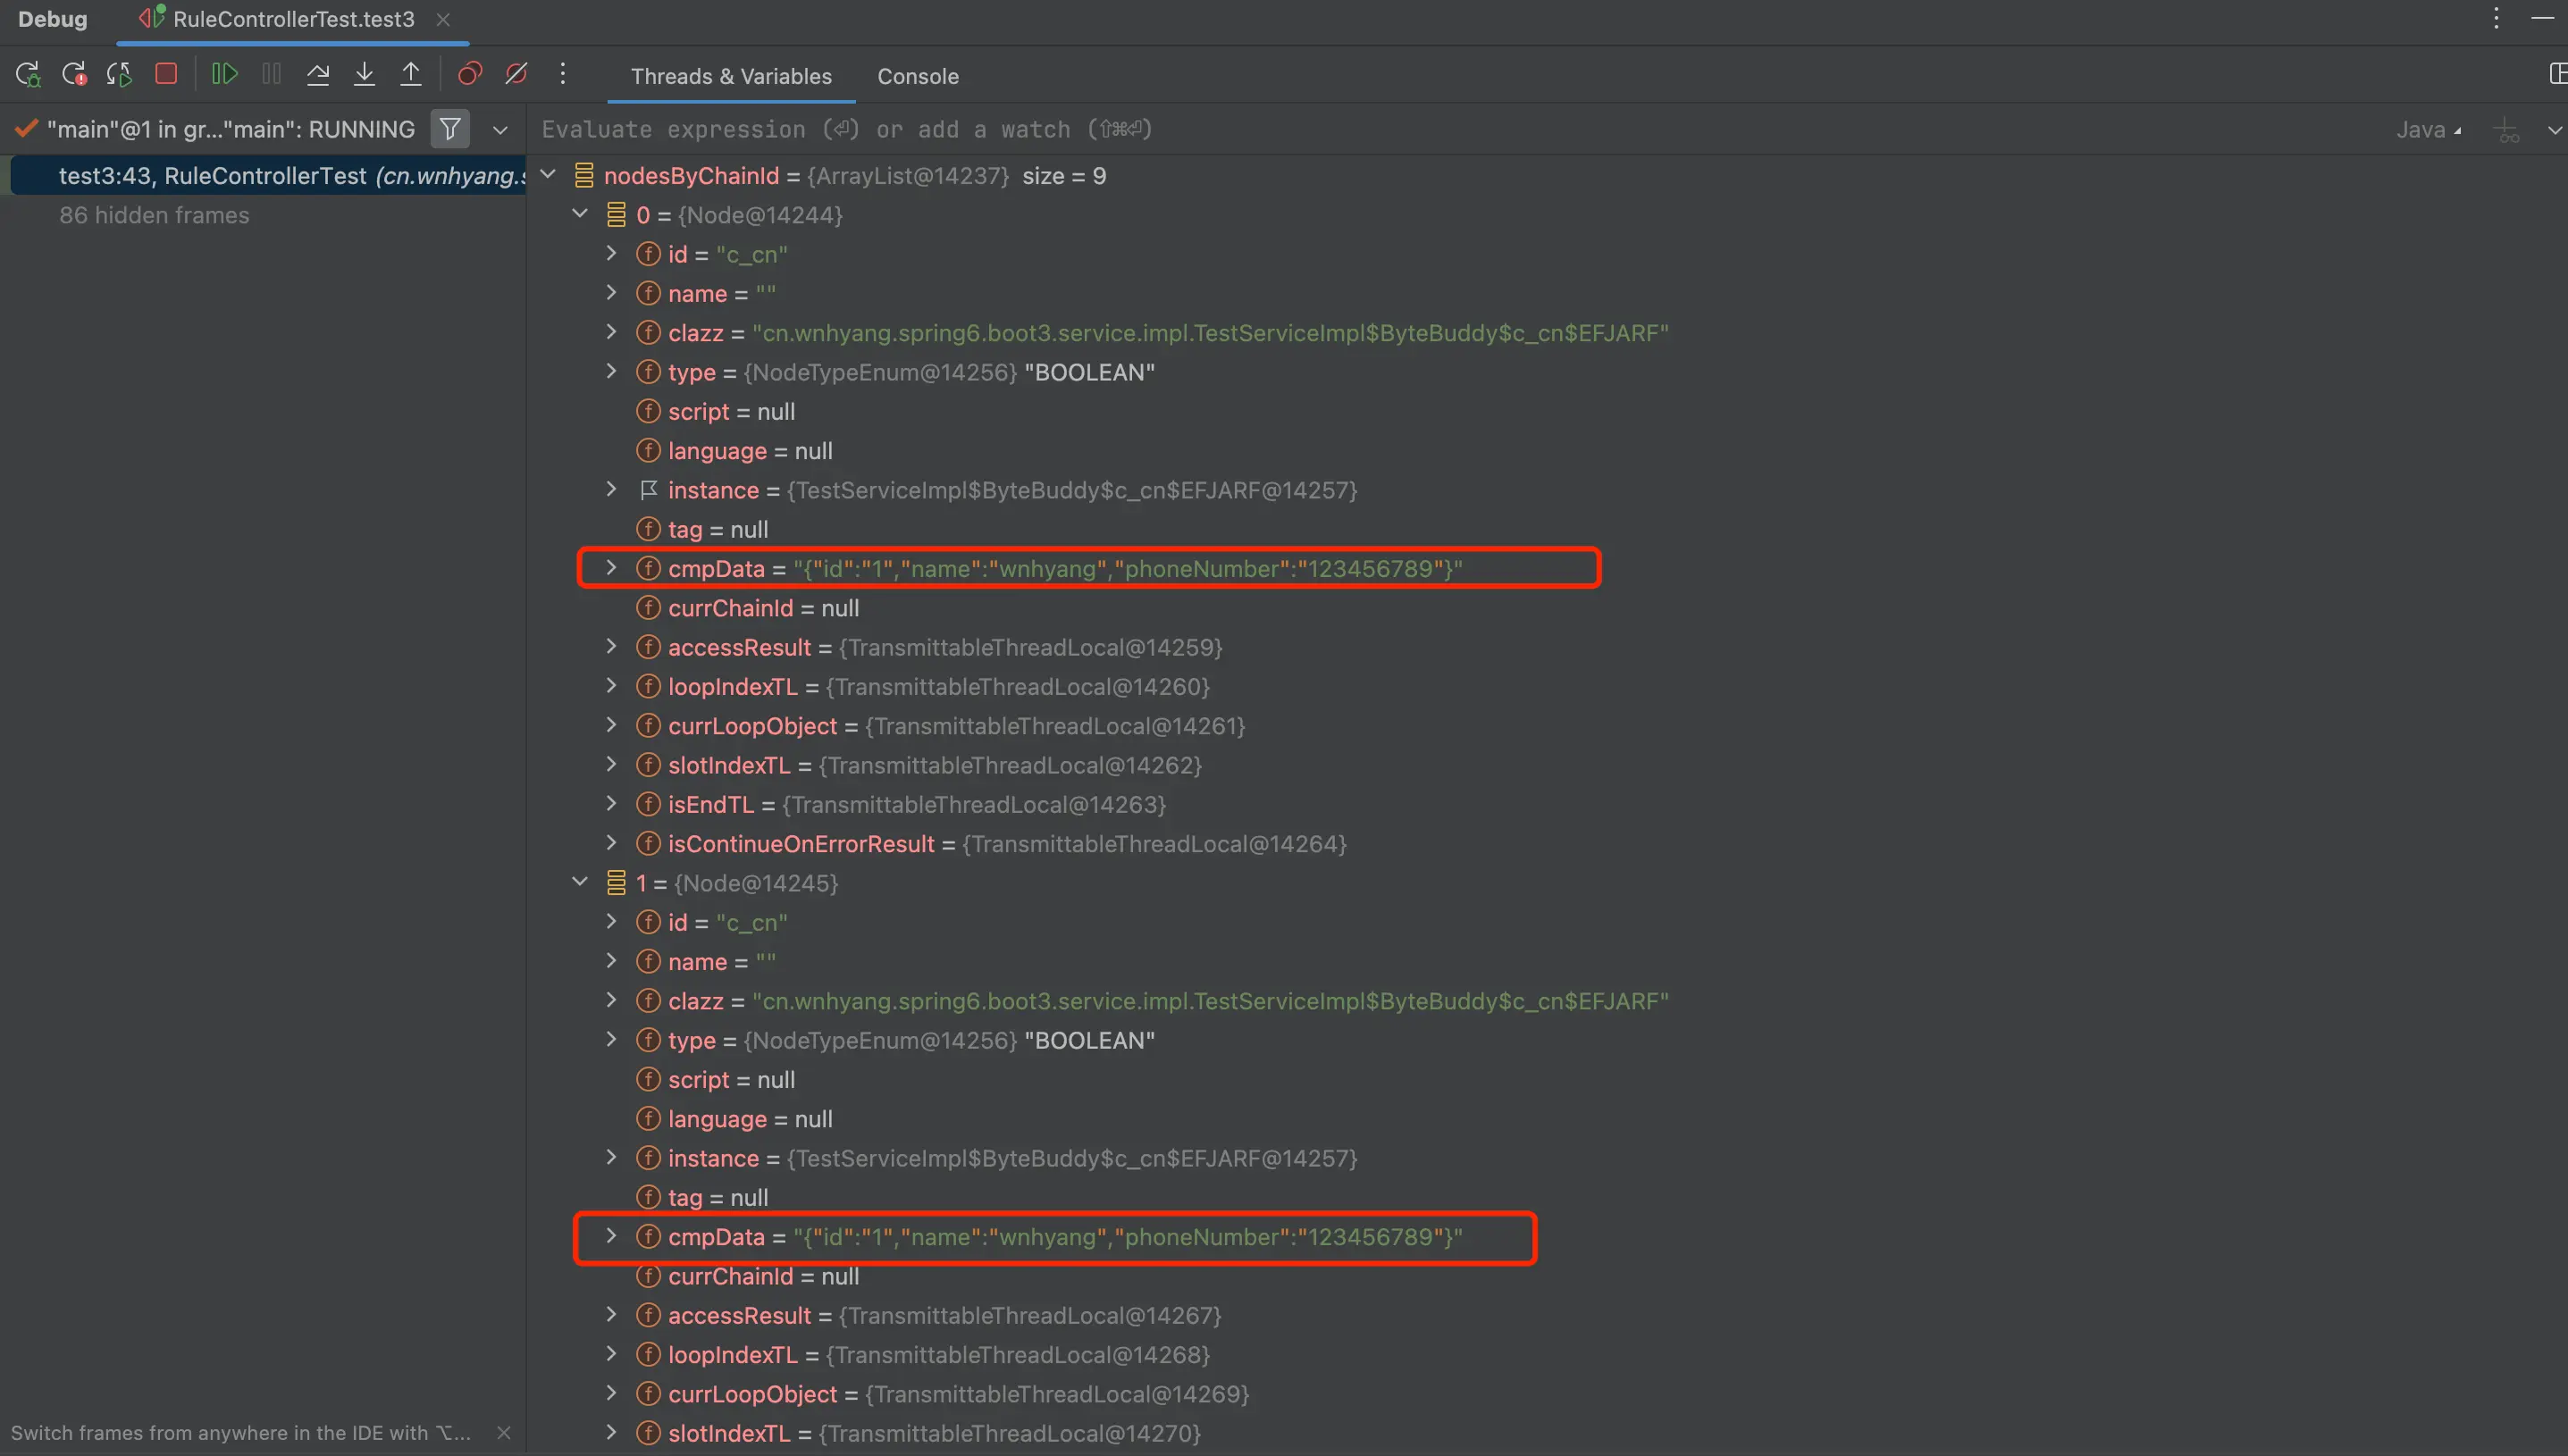 Debug RuleControllerTest.test3
Threads & Variables Console
"main"@1 in gr..."main": RUNNING
Evaluate expression (⏎) or add a watch (⇧⌘⏎) Java
test3:43, RuleControllerTest (cn.wnhyang.s
86 hidden frames
nodesByChainId = {ArrayList@14237} size = 9
0 = {Node@14244}
id = "c_cn"
name = ""
clazz = "cn.wnhyang.spring6.boot3.service.impl.TestServiceImpl$ByteBuddy$c_cn$EFJARF"
type = {NodeTypeEnum@14256} "BOOLEAN"
script = null
language = null
instance = {TestServiceImpl$ByteBuddy$c_cn$EFJARF@14257}
tag = null
cmpData = "{"id":"1","name":"wnhyang","phoneNumber":"123456789"}"
currChainId = null
accessResult = {TransmittableThreadLocal@14259}
loopIndexTL = {TransmittableThreadLocal@14260}
currLoopObject = {TransmittableThreadLocal@14261}
slotIndexTL = {TransmittableThreadLocal@14262}
isEndTL = {TransmittableThreadLocal@14263}
isContinueOnErrorResult = {TransmittableThreadLocal@14264}
1 = {Node@14245}
id = "c_cn"
name = ""
clazz = "cn.wnhyang.spring6.boot3.service.impl.TestServiceImpl$ByteBuddy$c_cn$EFJARF"
type = {NodeTypeEnum@14256} "BOOLEAN"
script = null
language = null
instance = {TestServiceImpl$ByteBuddy$c_cn$EFJARF@14257}
tag = null
cmpData = "{"id":"1","name":"wnhyang","phoneNumber":"123456789"}"
currChainId = null
accessResult = {TransmittableThreadLocal@14267}
loopIndexTL = {TransmittableThreadLocal@14268}
currLoopObject = {TransmittableThreadLocal@14269}
slotIndexTL = {TransmittableThreadLocal@14270}
Switch frames from anywhere in the IDE with ⌥...